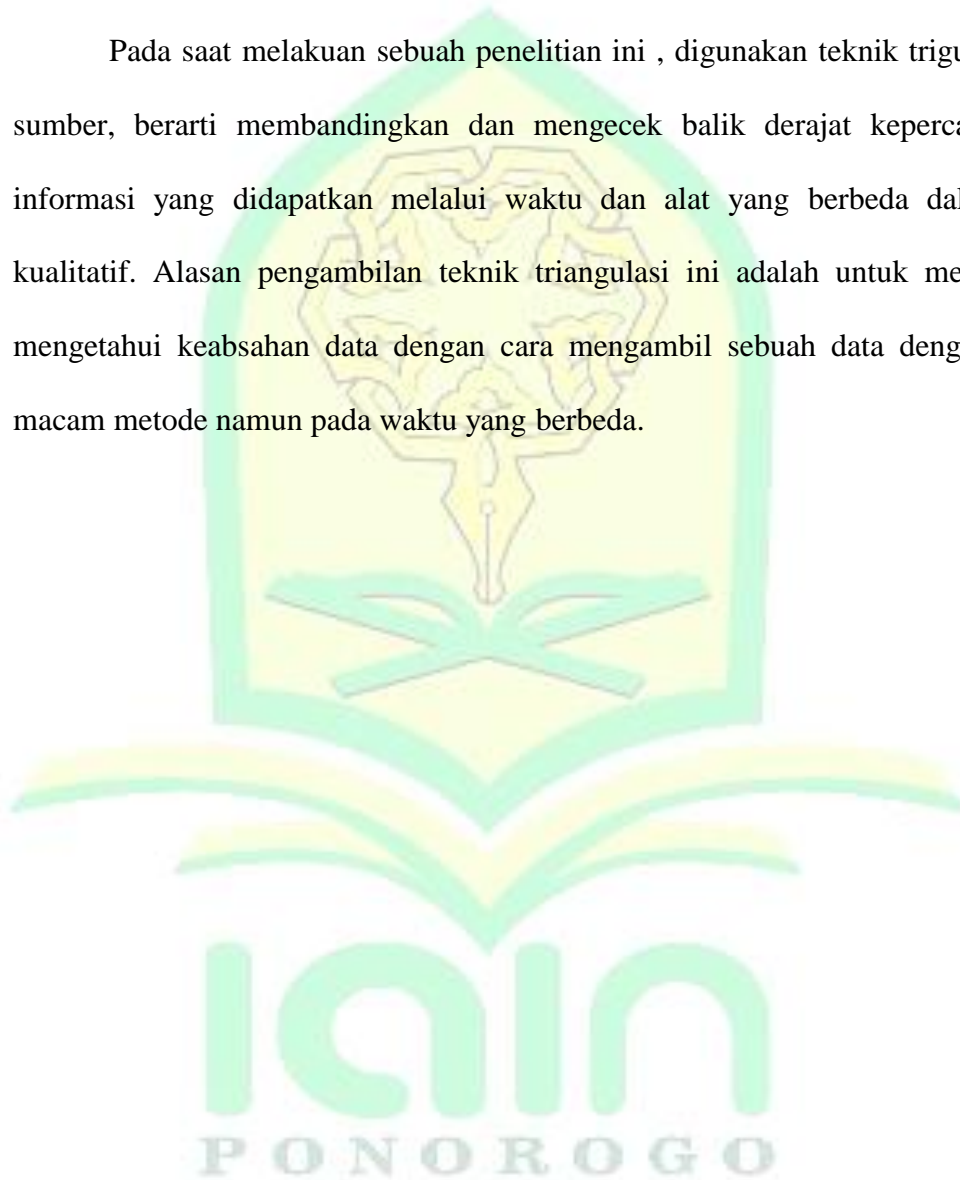 Pada saat melakuan sebuah penelitian ini , digunakan teknik trigu
sumber, berarti membandingkan dan mengecek balik derajat keperca
informasi yang didapatkan melalui waktu dan alat yang berbeda dal
kualitatif. Alasan pengambilan teknik triangulasi ini adalah untuk me
mengetahui keabsahan data dengan cara mengambil sebuah data deng
macam metode namun pada waktu yang berbeda.
iain
PONOROGO